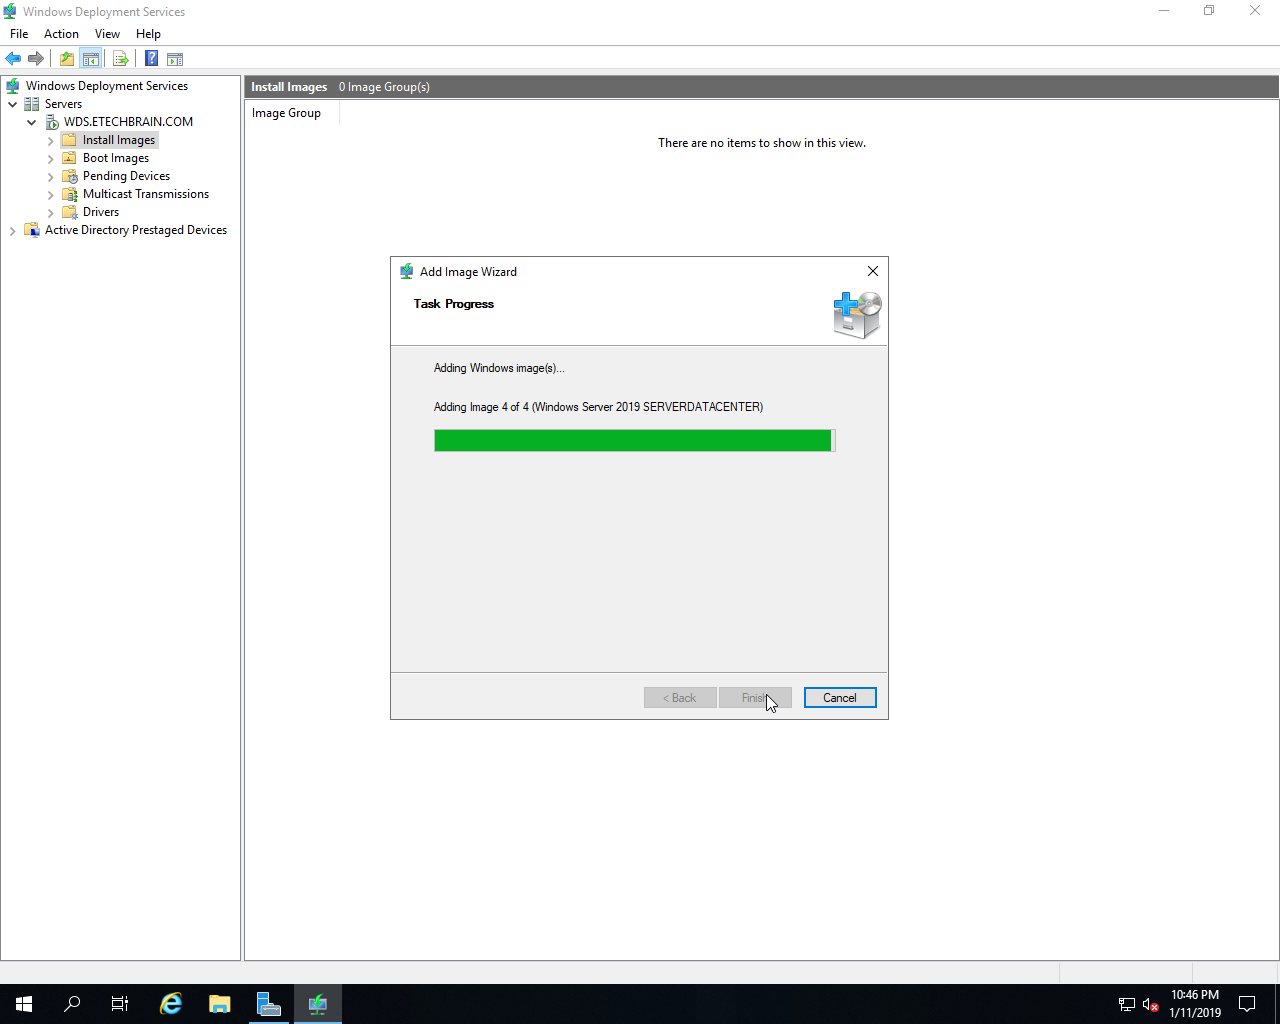 Windows Deployment Services
File Action View Help
Windows Deployment Services
Servers
WDS.ETECHBRAIN.COM
Install Images
Boot Images
Pending Devices
Multicast Transmissions
Drivers
Active Directory Prestaged Devices
Install Images 0 Image Group(s)
Image Group
There are no items to show in this view.
Add Image Wizard
Task Progress
Adding Windows image(s)...
Adding Image 4 of 4 (Windows Server 2019 SERVERDATACENTER)
< Back Finish Cancel
10:46 PM
1/11/2019